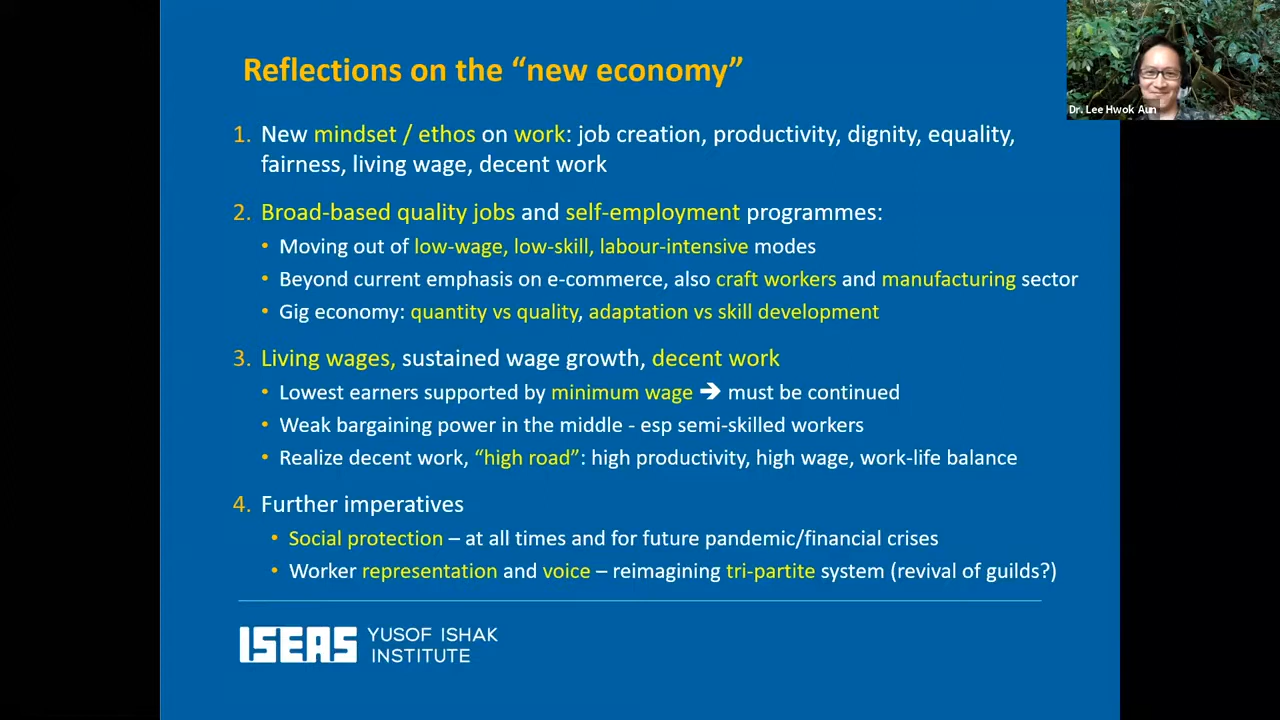 Reflections on the “new economy”
Dr. Lee Hwok Aun
1. New mindset / ethos on work: job creation, productivity, dignity, equality,
fairness, living wage, decent work
2. Broad-based quality jobs and self-employment programmes:
• Moving out of low-wage, low-skill, labour-intensive modes
• Beyond current emphasis on e-commerce, also craft workers and manufacturing sector
• Gig economy: quantity vs quality, adaptation vs skill development
3. Living wages, sustained wage growth, decent work
• Lowest earners supported by minimum wage ➔ must be continued
• Weak bargaining power in the middle - esp semi-skilled workers
• Realize decent work, “high road”: high productivity, high wage, work-life balance
4. Further imperatives
• Social protection – at all times and for future pandemic/financial crises
• Worker representation and voice – reimagining tri-partite system (revival of guilds?)
ISEAS YUSOF ISHAK
INSTITUTE